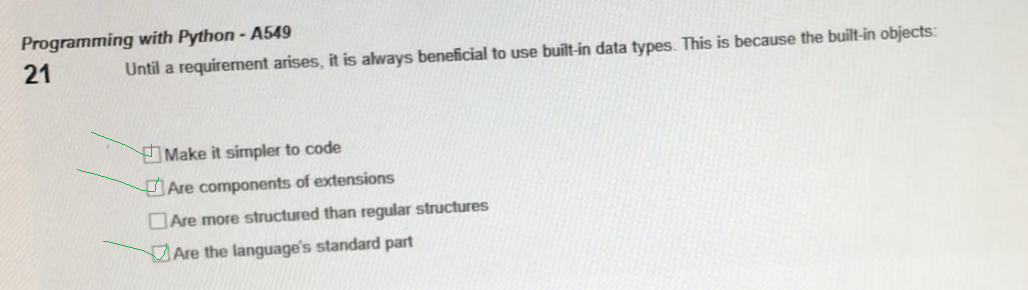 Programming with Python - A549
21 Until a requirement arises, it is always beneficial to use built-in data types. This is because the built-in objects:
Make it simpler to code
Are components of extensions
Are more structured than regular structures
Are the language's standard part